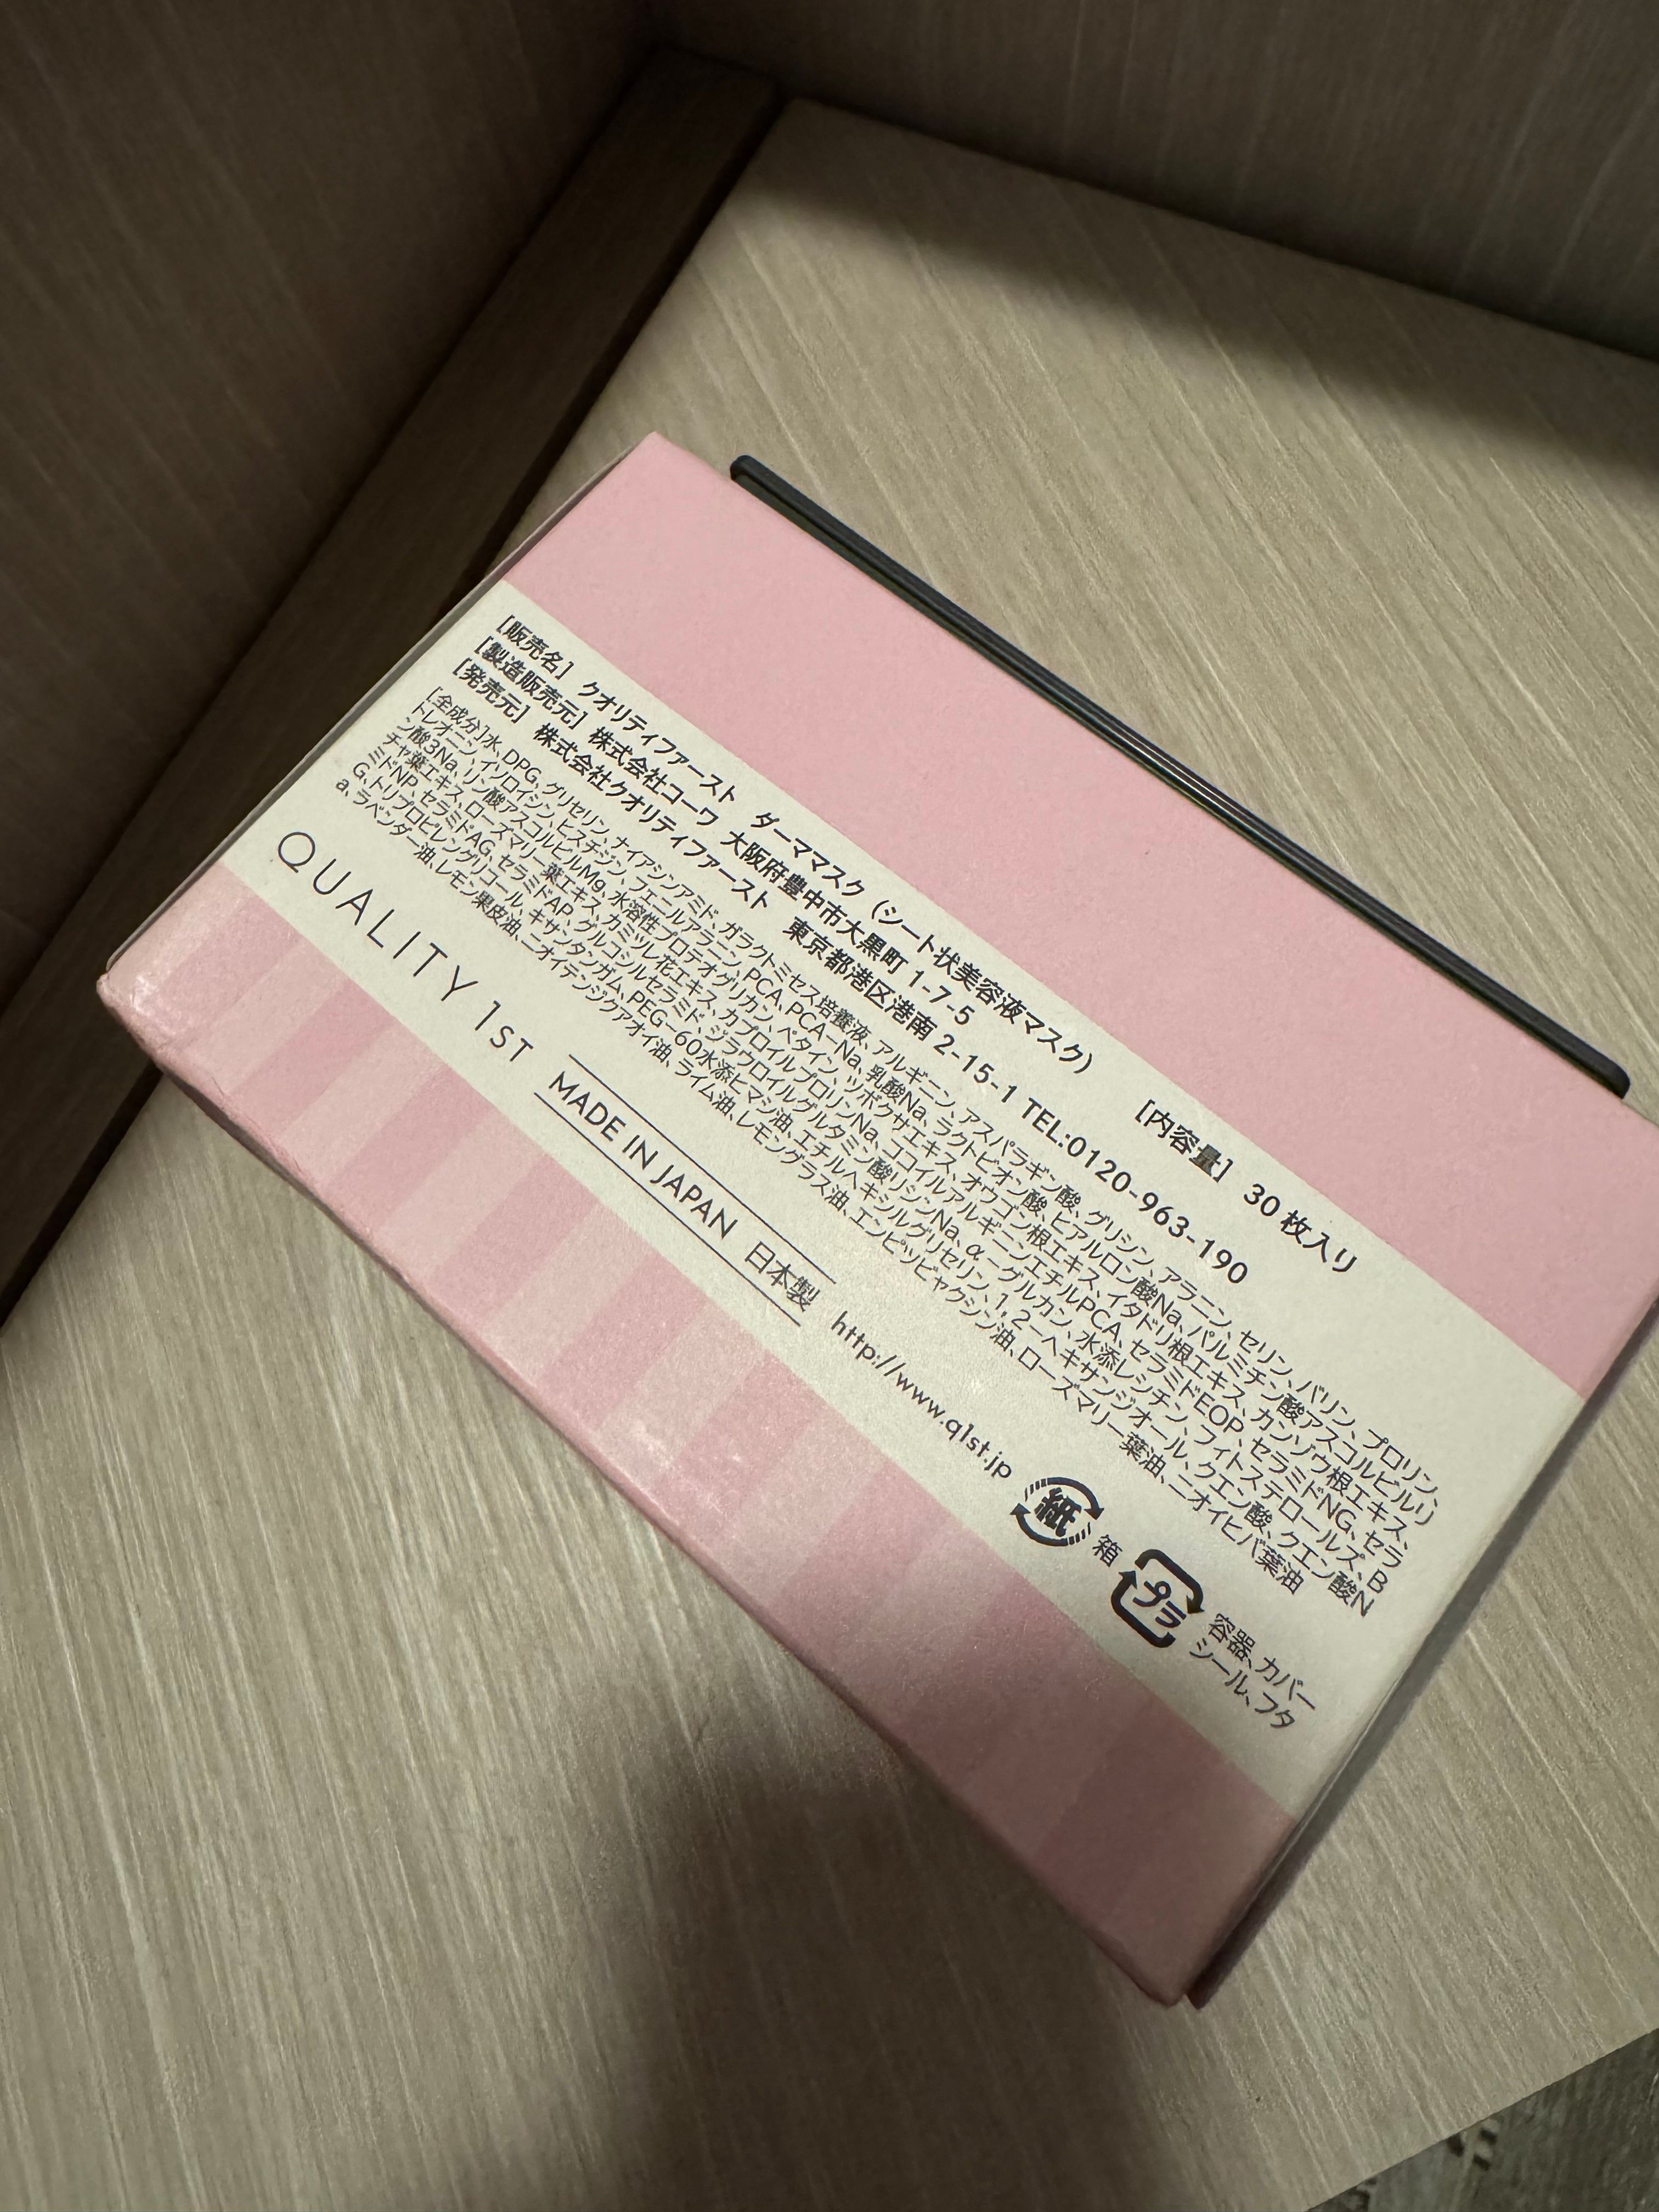 ［販売名］ クオリティファースト ダーママスク（シート状美容液マスク） ［内容量］ 30枚入り
［製造販売元］ 株式会社コーワ 大阪府豊中市大黒町 1-7-5
［発売元］ 株式会社クオリティファースト 東京都港区港南 2-15-1 TEL:0120-963-190
［全成分］水、DPG、グリセリン、ナイアシンアミド、ガラクトミセス培養液、アルギニン、アスパラギン酸、グリシン、アラニン、セリン、バリン、プロリン、
トレオニン、イソロイシン、ヒスチジン、フェニルアラニン、PCA、PCA-Na、乳酸Na、ラクトビオン酸、ヒアルロン酸Na、パルミチン酸アスコルビルリ
ン酸3Na、リン酸アスコルビルMg、水溶性プロテオグリカン、ベタイン、ツボクサエキス、オウゴン根エキス、イタドリ根エキス、カンゾウ根エキス、
チャ葉エキス、ローズマリー葉エキス、カミツレ花エキス、カプロイルプロリンNa、ココイルアルギニンエチルPCA、セラミドEOP、セラミドNG、セラ
ミドNP、セラミドAG、セラミドAP、グルコシルセラミド、ジラウロイルグルタミン酸リシンNa、α-グルカン、水添レシチン、フィトステロールズ、B
G、トリプロピレングリコール、キサンタンガム、PEG-60水添ヒマシ油、エチルヘキシルグリセリン、1,2-ヘキサンジオール、クエン酸、クエン酸N
a、ラベンダー油、レモン果皮油、ニオイテンジクアオイ油、ライム油、レモングラス油、エンピツビャクシン油、ローズマリー葉油、ニオイヒバ葉油
QUALITY 1ST MADE IN JAPAN 日本製 http://www.q1st.jp 紙 箱 プラ 容器、カバー
シール、フタ